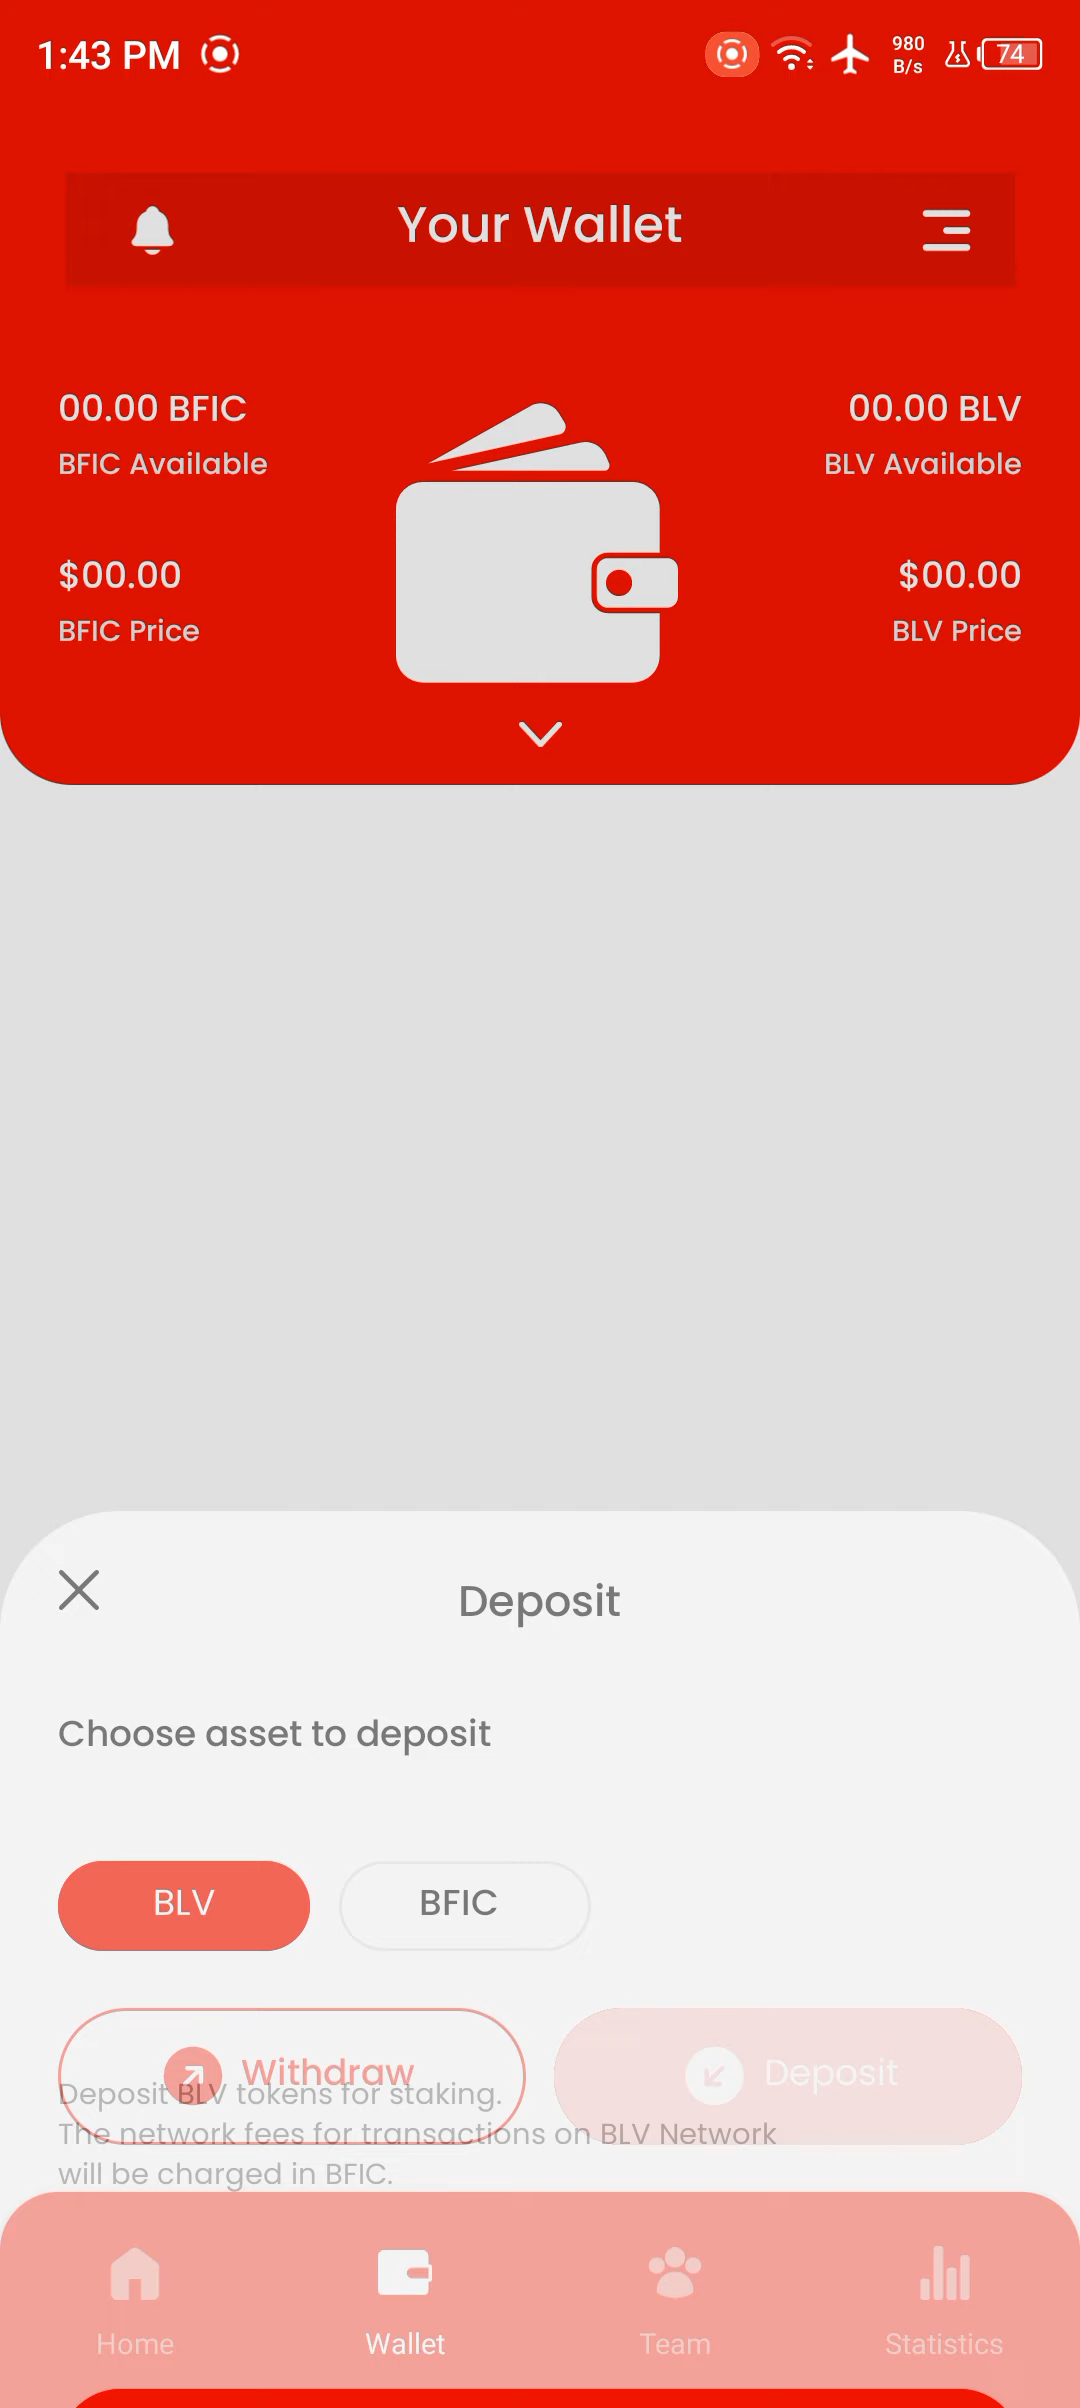 1:43 PM
980 B/s
74
Your Wallet
00.00 BFIC
BFIC Available
00.00 BLV
BLV Available
$00.00
BFIC Price
$00.00
BLV Price
Deposit
Choose asset to deposit
BLV
BFIC
Withdraw
Deposit
Deposit BLV tokens for staking.
The network fees for transactions on BLV Network
will be charged in BFIC.
Home
Wallet
Team
Statistics